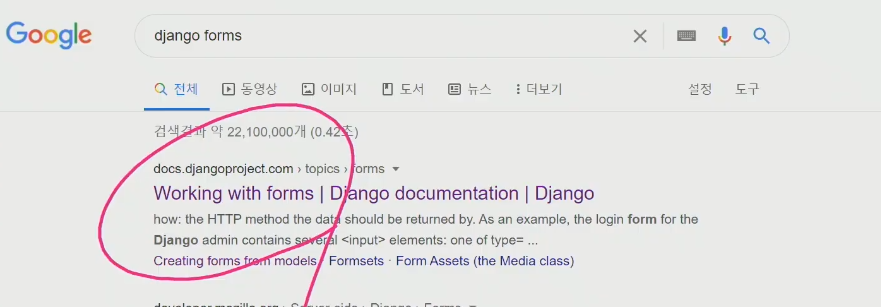 Google
django forms
전체 동영상 이미지 도서 뉴스 더보기 설정 도구
검색결과 약 22,100,000개 (0.42초)
docs.djangoproject.com › topics › forms
Working with forms | Django documentation | Django
how: the HTTP method the data should be returned by. As an example, the login form for the
Django admin contains several <input> elements: one of type= ...
Creating forms from models · Formsets · Form Assets (the Media class)
developer.mozilla.org › Server-side › Django › Forms